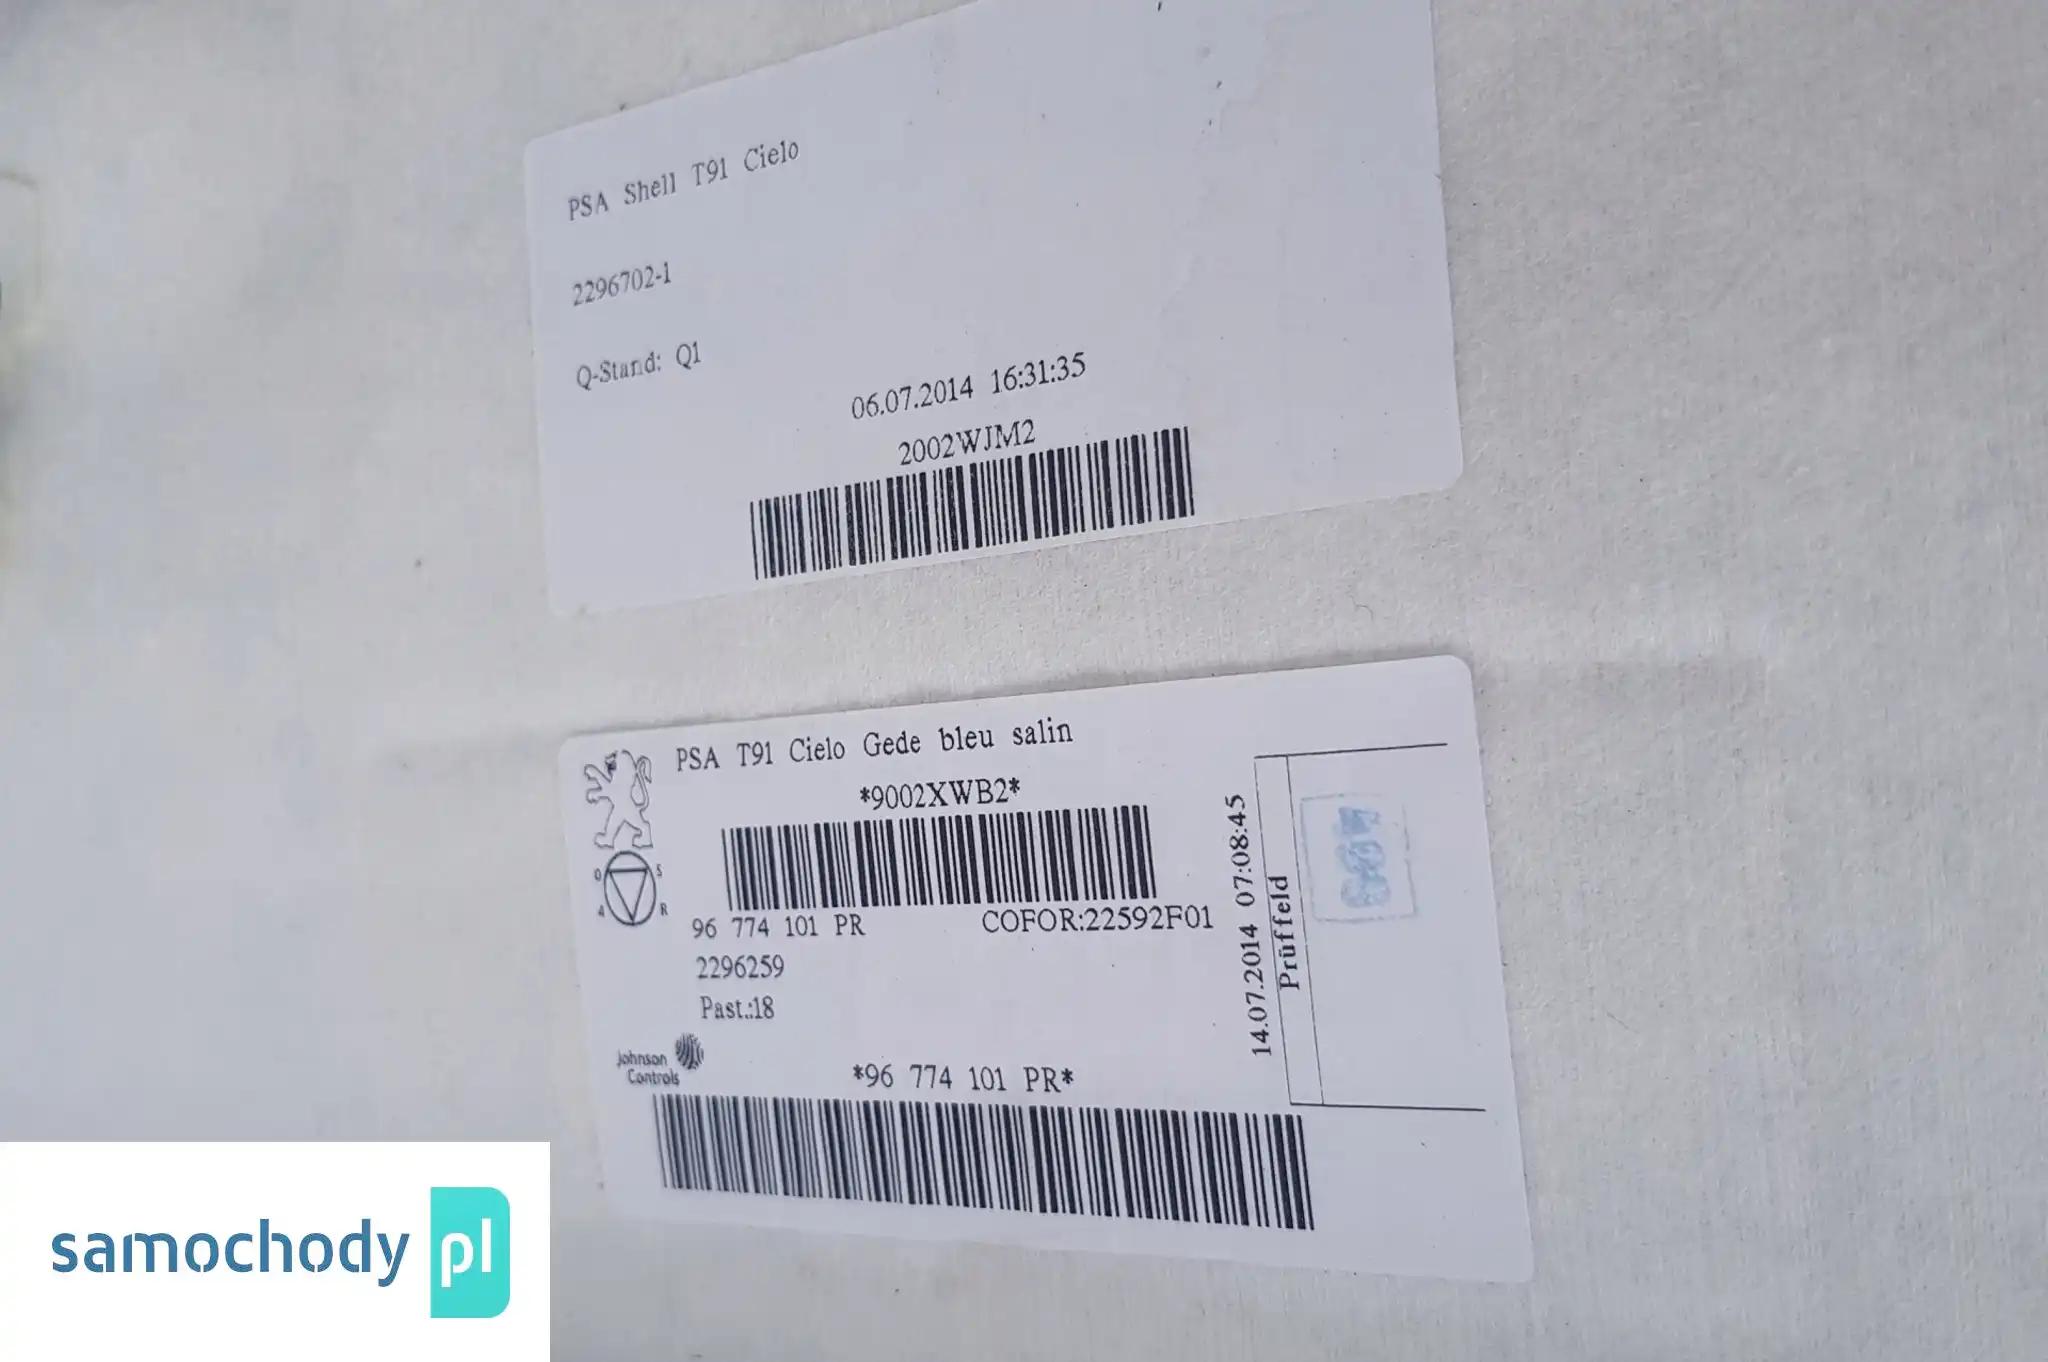 PSA Shell T91 Cielo
2296702-1
Q-Stand: Q1
06.07.2014 16:31:35
2002WJM2
PSA T91 Cielo Gede bleu salin
*9002XWB2*
O S
A R
96 774 101 PR COFOR:22592F01
2296259
Past.:18
14.07.2014 07:08:45
Prüffeld
Johnson
Controls
*96 774 101 PR*
samochody pl